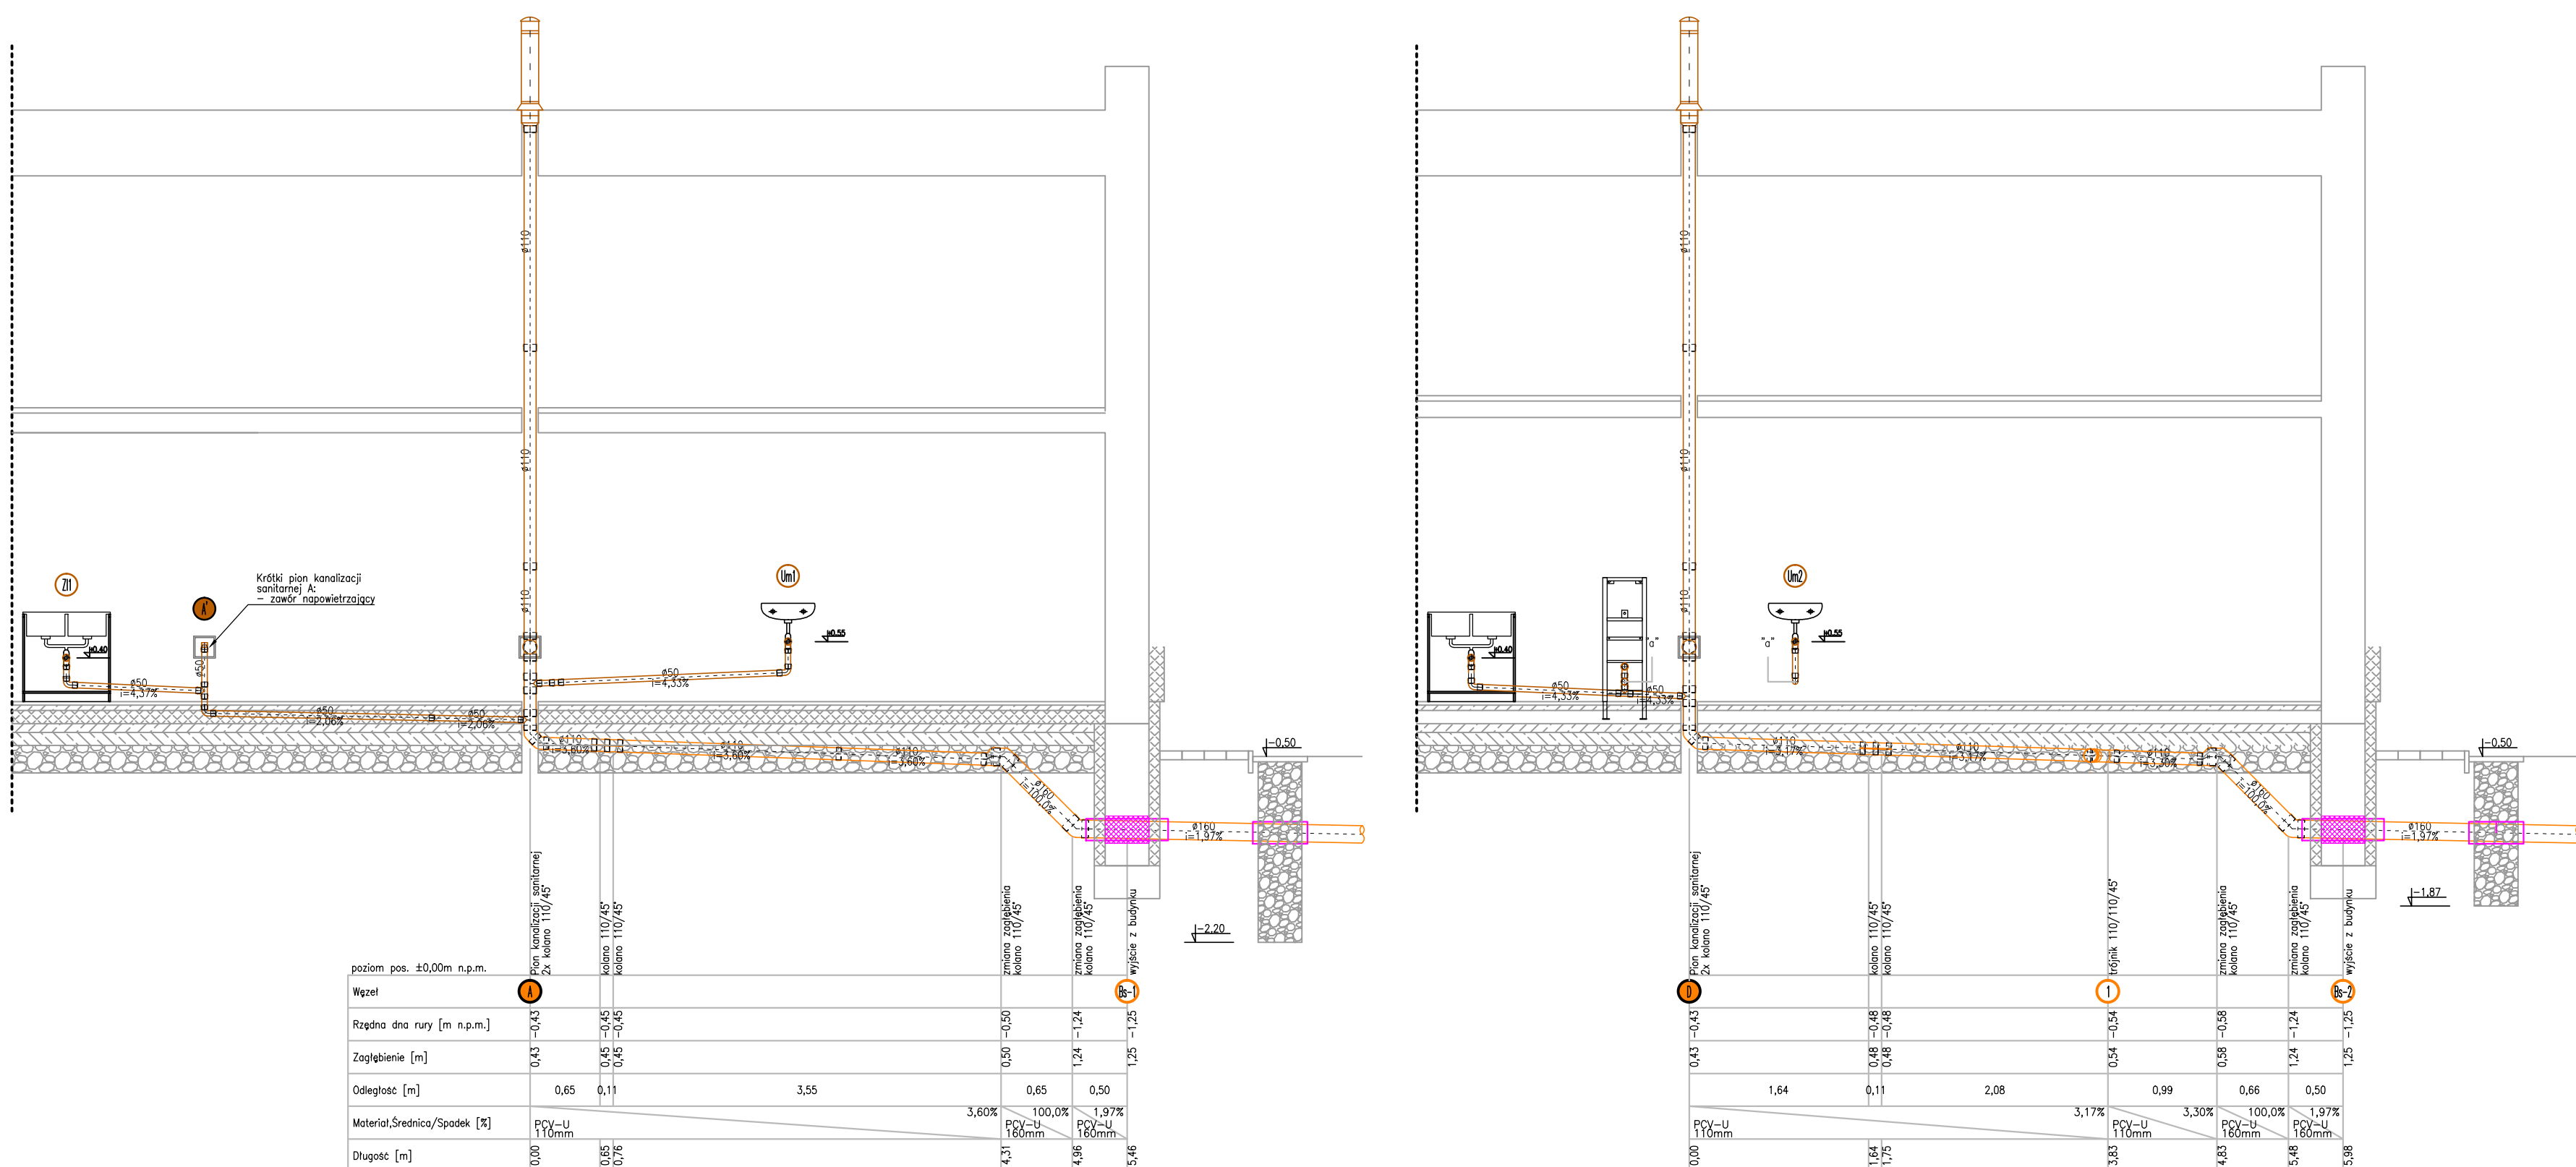 ø110
ø110
ø110
Zl1
A'
Krótki pion kanalizacji
sanitarnej A:
- zawór napowietrzający
Um1
+0.40
+0.55
ø50
ø50
i=4,37%
ø50
i=4,33%
ø50
i=2,06%
ø50
i=2,06%
ø110
i=3,60%
ø110
i=3,60%
ø110
i=3,60%
ø160
i=100,0%
ø160
i=1,97%
-0,50
-2,20
ø110
ø110
ø110
Um2
+0.40
+0.55
"a"
"a"
ø50
i=4,33%
ø50
i=4,33%
ø110
i=3,17%
ø110
i=3,17%
ø110
i=3,30%
ø160
i=100,0%
ø160
i=1,97%
-0,50
-1,87
Pion kanalizacji sanitarnej
2x kolano 110/45°
kolano 110/45°
kolano 110/45°
zmiana zagłębienia
kolano 110/45°
zmiana zagłębienia
kolano 110/45°
wyjście z budynku
Pion kanalizacji sanitarnej
2x kolano 110/45°
kolano 110/45°
kolano 110/45°
trójnik 110/110/45°
zmiana zagłębienia
kolano 110/45°
zmiana zagłębienia
kolano 110/45°
wyjście z budynku
poziom pos. ±0,00m n.p.m.
Węzeł A Bs-1 D 1 Bs-2
Rzędna dna rury [m n.p.m.] -0,43 -0,45 -0,45 -0,50 -1,24 -1,25 -0,43 -0,48 -0,48 -0,54 -0,58 -1,24 -1,25
Zagłębienie [m] 0,43 0,45 0,45 0,50 1,24 1,25 0,43 0,48 0,48 0,54 0,58 1,24 1,25
Odległość [m] 0,65 0,11 3,55 0,65 0,50 1,64 0,11 2,08 0,99 0,66 0,50
Materiał,Średnica/Spadek [%] PCV-U 110mm 3,60% PCV-U 160mm 100,0% PCV-U 160mm 1,97% PCV-U 110mm 3,17% PCV-U 110mm 3,30% PCV-U 160mm 100,0% PCV-U 160mm 1,97%
Długość [m] 0,00 0,65 0,76 4,31 4,96 5,46 0,00 1,64 1,75 3,83 4,83 5,48 5,98